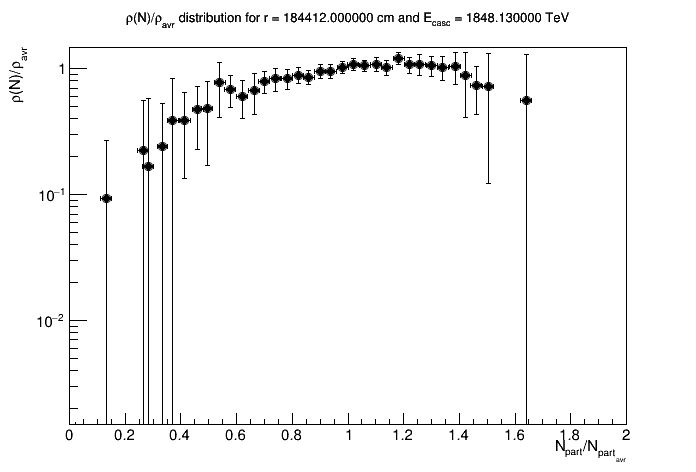 ρ(N)/ρavr distribution for r = 184412.000000 cm and Ecasc = 1848.130000 TeV
ρ(N)/ρavr
1
10−1
10−2
0 0.2 0.4 0.6 0.8 1 1.2 1.4 1.6 1.8 2
Npart/Npartavr